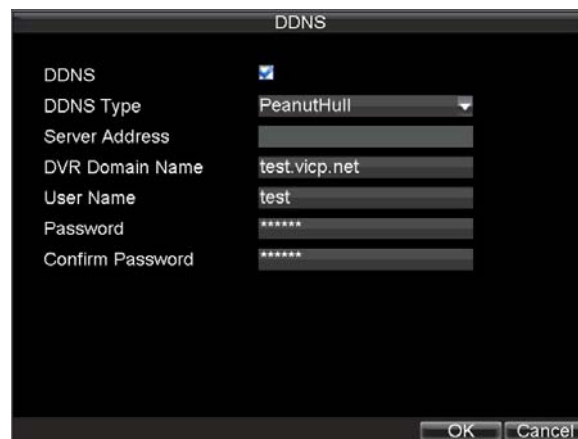 DDNS
DDNS
DDNS Type PeanutHull
Server Address
DVR Domain Name test.vicp.net
User Name test
Password ******
Confirm Password ******
OK Cancel